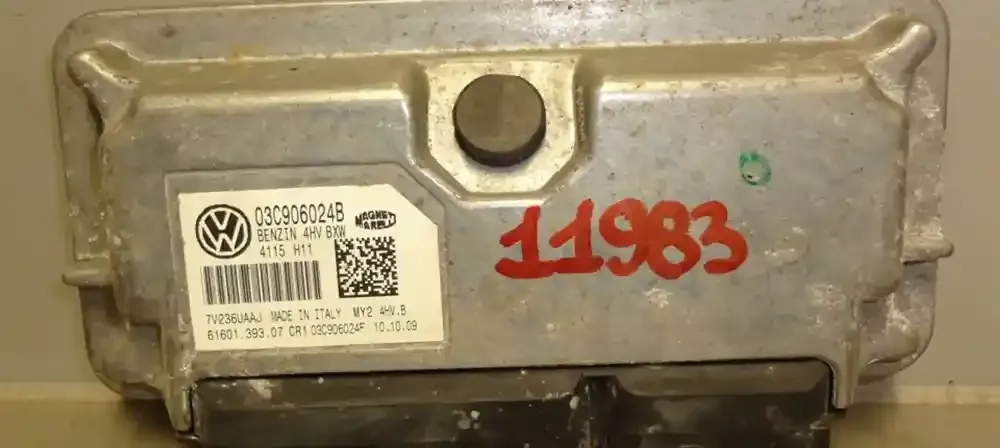 03C906024B
BENZIN 4HV BXW
4115 H11
MAGNETI
MARELLI
7V236UAAJ MADE IN ITALY MY2 4HV.B
61601.393.07 CR1 03C906024F 10.10.09
11983